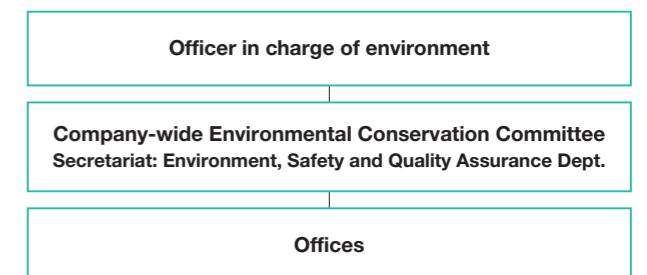 Officer in charge of environment
Company-wide Environmental Conservation Committee
Secretariat: Environment, Safety and Quality Assurance Dept.
Offices